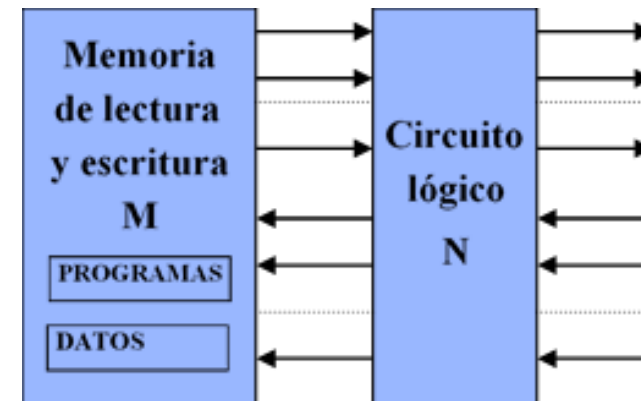 Memoria
de lectura
y escritura
M
PROGRAMAS
DATOS
Circuito
lógico
N